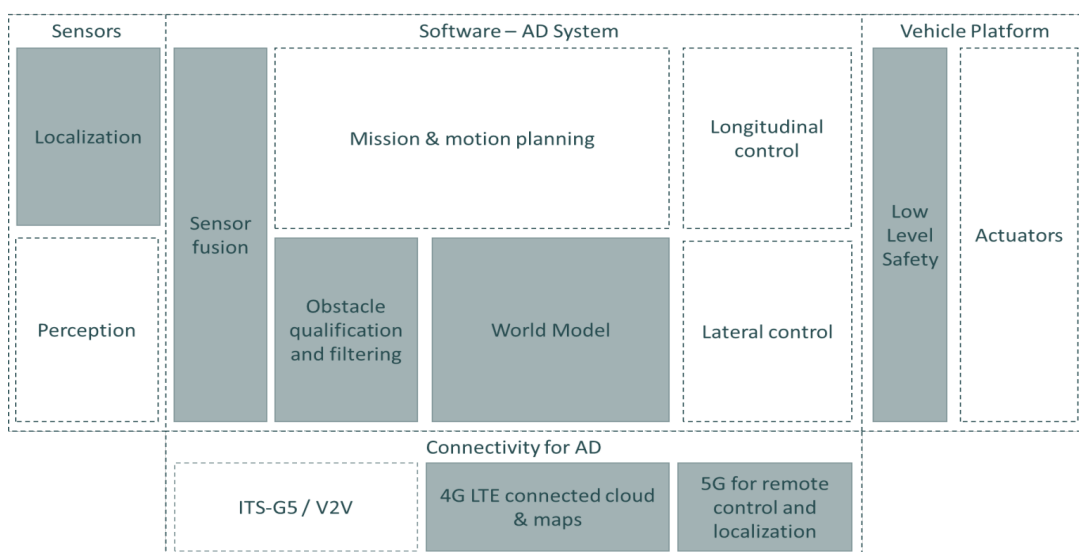 Sensors
Software – AD System
Vehicle Platform
Localization
Perception
Sensor
fusion
Mission & motion planning
Obstacle
qualification
and filtering
World Model
Longitudinal
control
Lateral control
Low
Level
Safety
Actuators
Connectivity for AD
ITS-G5 / V2V
4G LTE connected cloud
& maps
5G for remote
control and
localization